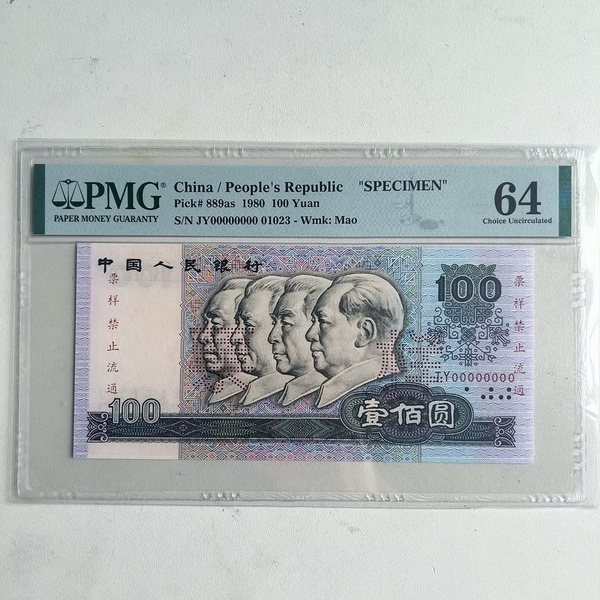 PMG®
PAPER MONEY GUARANTY
China / People's Republic "SPECIMEN"
Pick# 889as 1980 100 Yuan
S/N JY00000000 01023 - Wmk: Mao
64
Choice Uncirculated
中国人民银行
票样禁止流通
100
票样禁止流通
JY00000000
100
壹佰圆